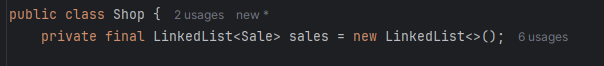 public class Shop { 2 usages new *
private final LinkedList<Sale> sales = new LinkedList<>(); 6 usages